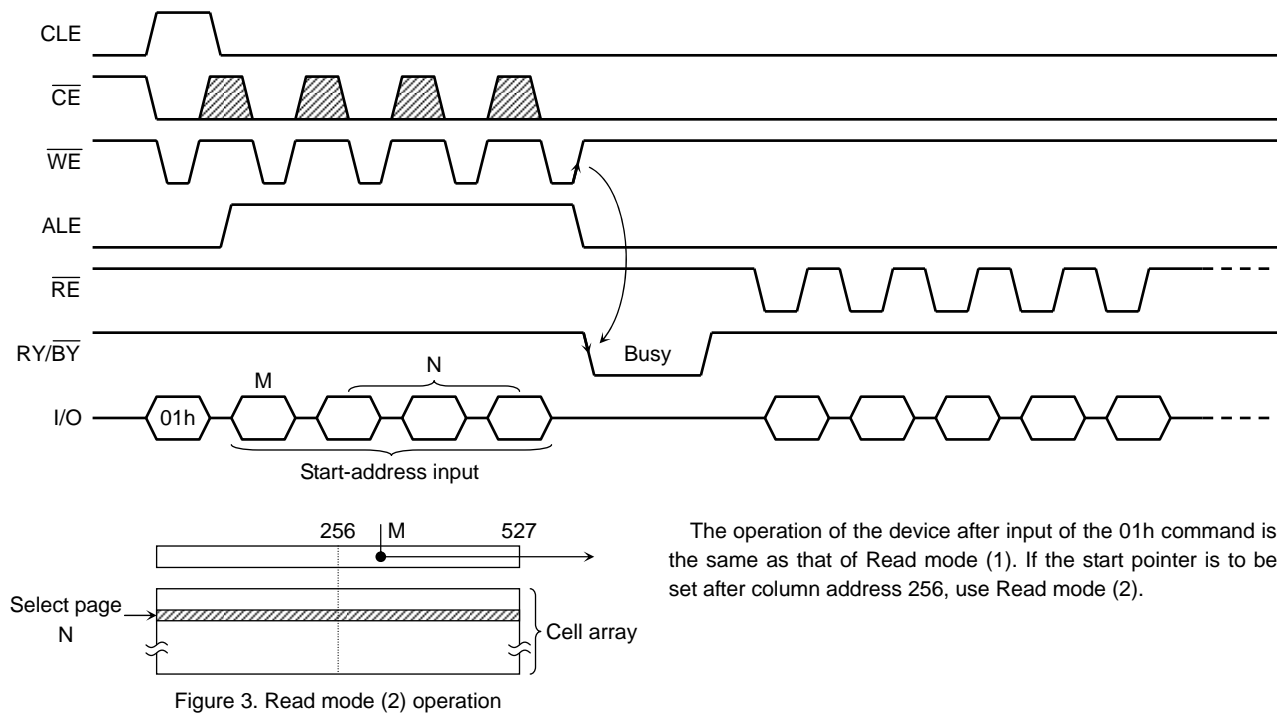 CLE
CE
WE
ALE
RE
RY/BY
Busy
M
N
I/O
01h
Start-address input
256
M
527
Select page
N
Cell array
The operation of the device after input of the 01h command is
the same as that of Read mode (1). If the start pointer is to be
set after column address 256, use Read mode (2).
Figure 3. Read mode (2) operation